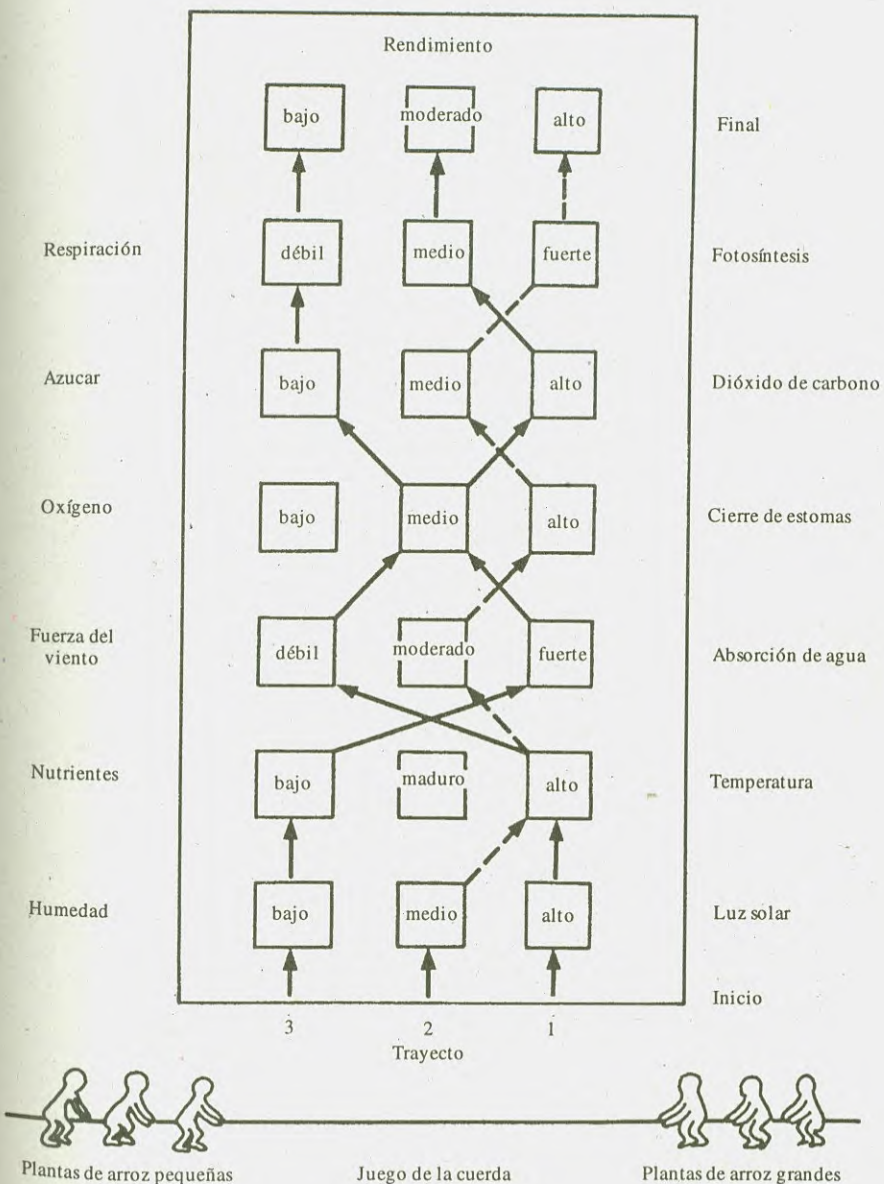 Rendimiento
bajo moderado alto Final
Respiración débil medio fuerte Fotosíntesis
Azucar bajo medio alto Dióxido de carbono
Oxígeno bajo medio alto Cierre de estomas
Fuerza del
viento débil moderado fuerte Absorción de agua
Nutrientes bajo maduro alto Temperatura
Humedad bajo medio alto Luz solar
Inicio
3 2 1
Trayecto
Plantas de arroz pequeñas Juego de la cuerda Plantas de arroz grandes